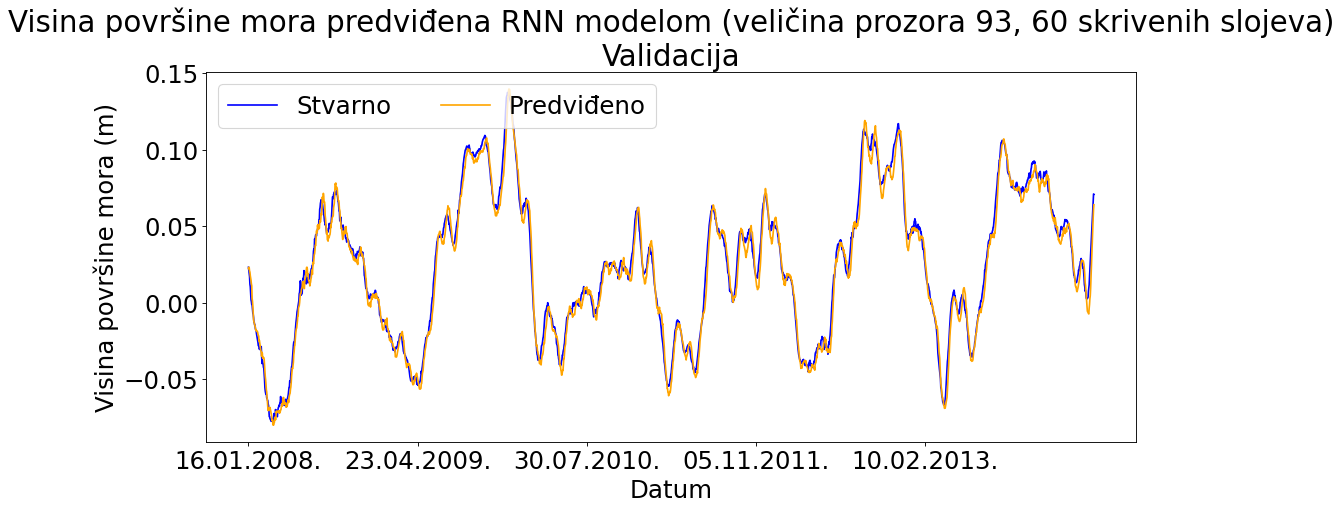 Visina površine mora predviđena RNN modelom (veličina prozora 93, 60 skrivenih slojeva)
Validacija
Stvarno Predviđeno
Visina površine mora (m)
0.15
0.10
0.05
0.00
−0.05
16.01.2008. 23.04.2009. 30.07.2010. 05.11.2011. 10.02.2013.
Datum